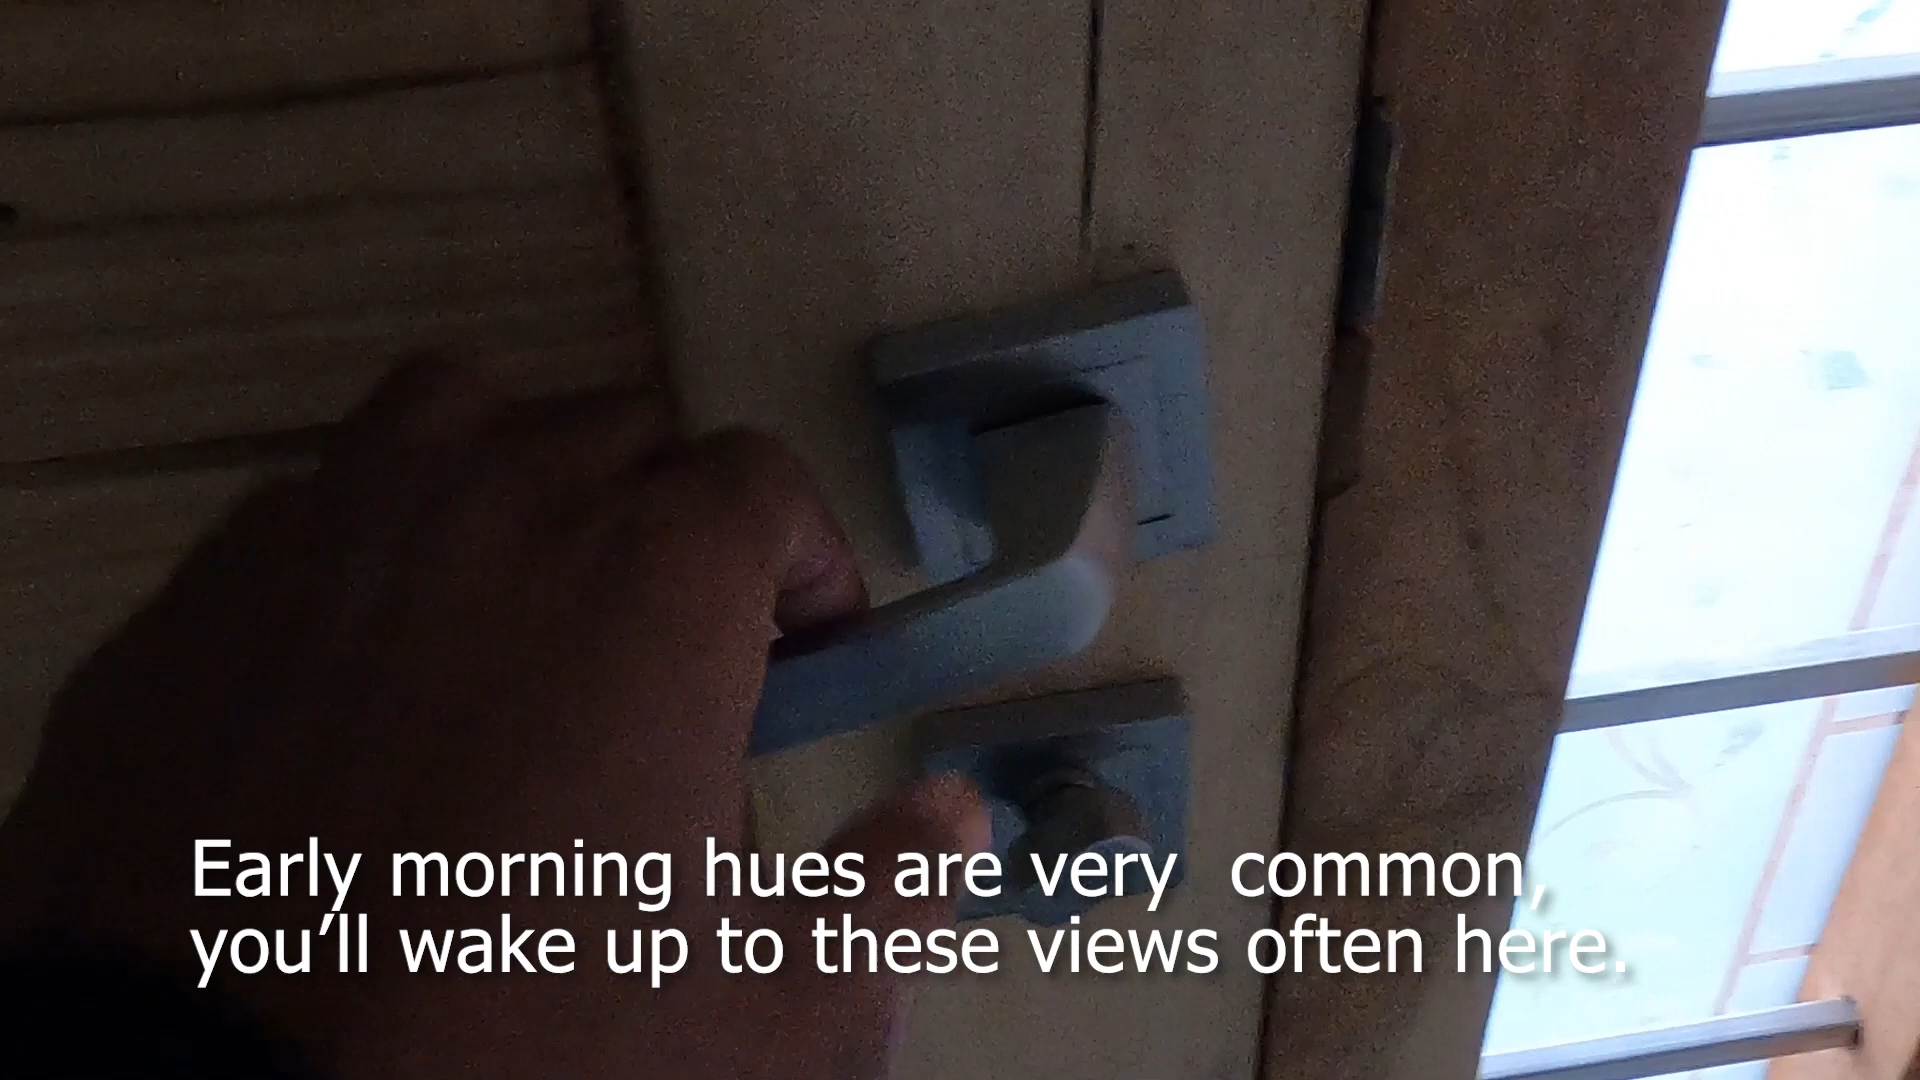 Early morning hues are very  common,
you’ll wake up to these views often here.